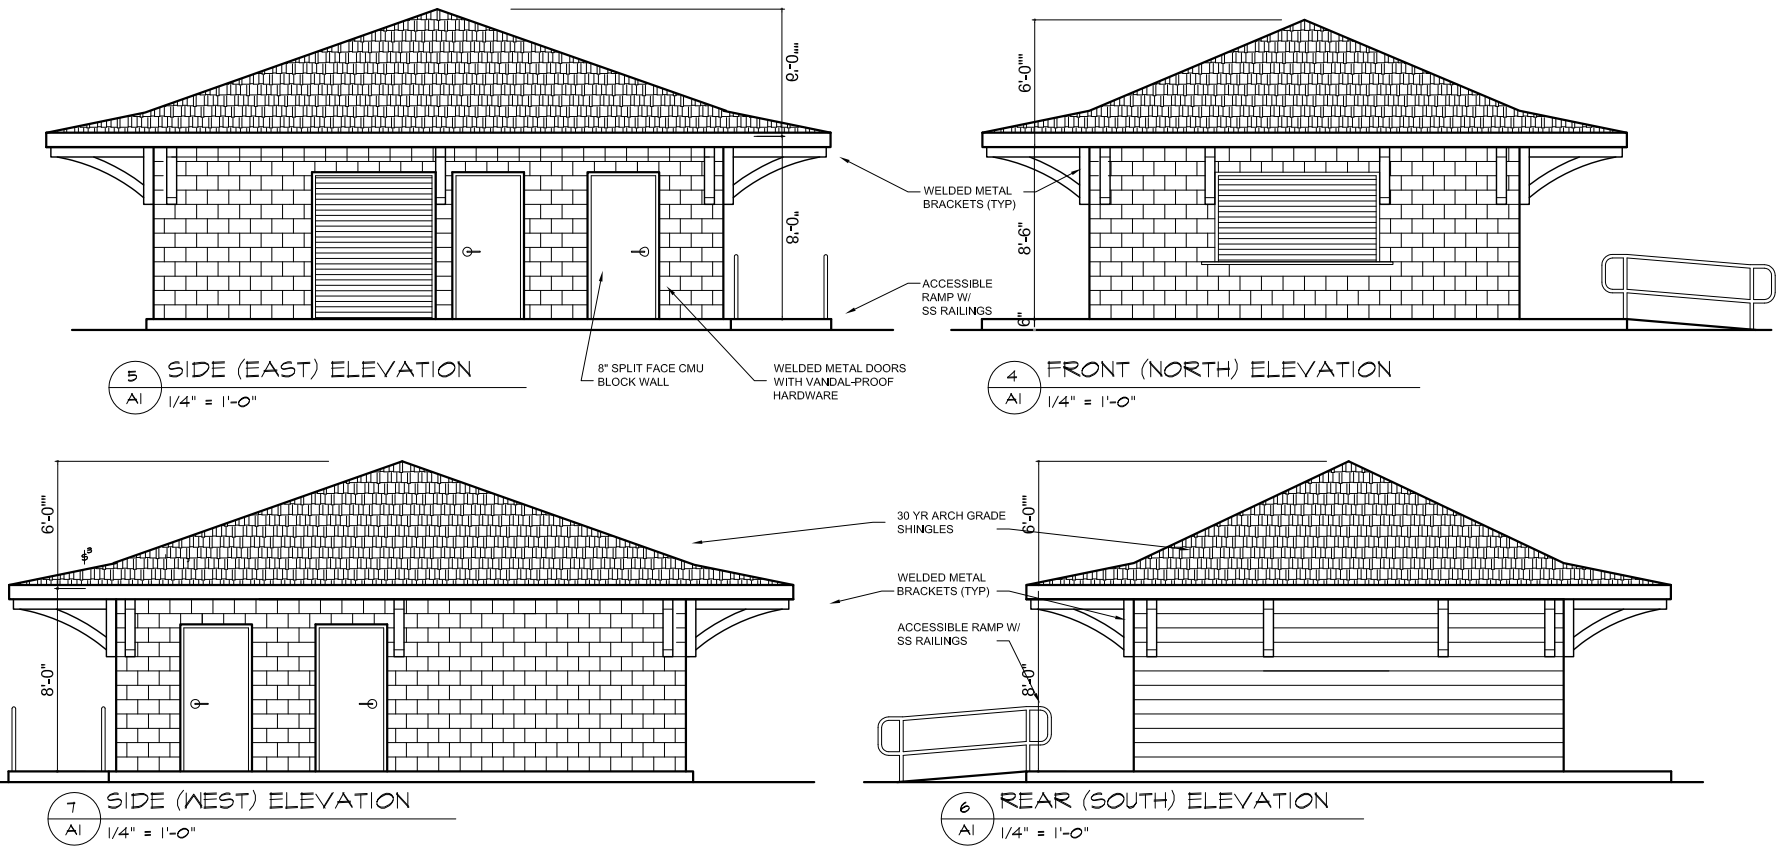 6'-0""
8'-0"
WELDED METAL
BRACKETS (TYP)
ACCESSIBLE
RAMP W/
SS RAILINGS
8" SPLIT FACE CMU
BLOCK WALL
WELDED METAL DOORS
WITH VANDAL-PROOF
HARDWARE
5
A1
SIDE (EAST) ELEVATION
1/4" = 1'-0"
6'-0""
8'-6"
6"
4
A1
FRONT (NORTH) ELEVATION
1/4" = 1'-0"
6'-0""
8'-0"
7
A1
SIDE (WEST) ELEVATION
1/4" = 1'-0"
30 YR ARCH GRADE
SHINGLES
WELDED METAL
BRACKETS (TYP)
ACCESSIBLE RAMP W/
SS RAILINGS
6'-0""
8'-0"
6
A1
REAR (SOUTH) ELEVATION
1/4" = 1'-0"